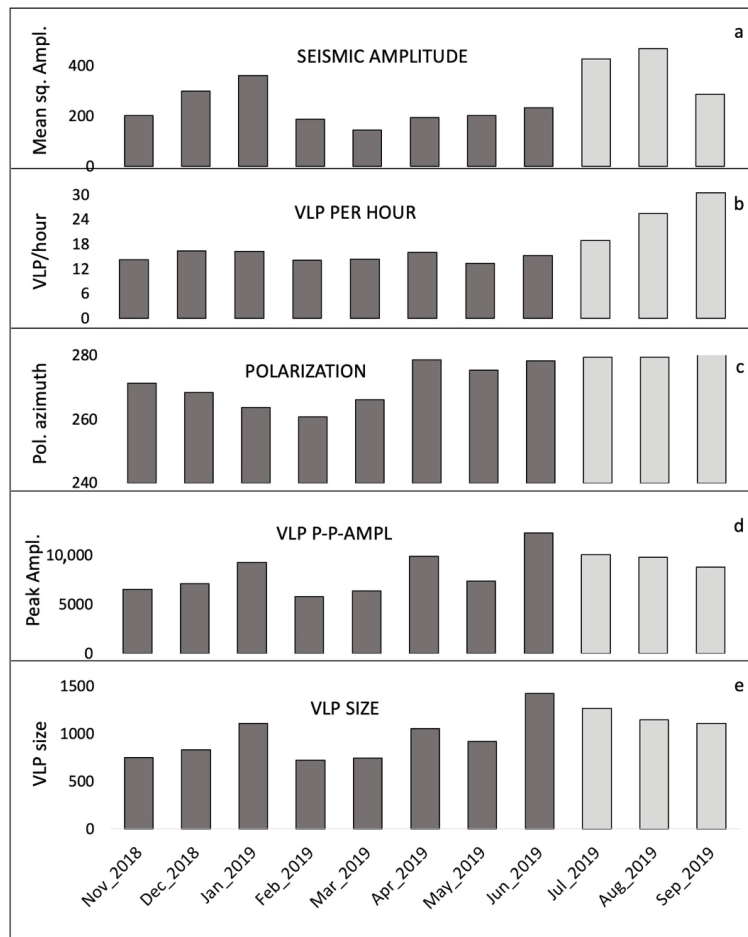 a
SEISMIC AMPLITUDE
Mean sq. Ampl.
400
200
0
b
VLP PER HOUR
VLP/hour
30
24
18
12
6
0
c
POLARIZATION
Pol. azimuth
280
260
240
d
VLP P-P-AMPL
Peak Ampl.
10,000
5000
0
e
VLP SIZE
VLP size
1500
1000
500
0
Nov_2018
Dec_2018
Jan_2019
Feb_2019
Mar_2019
Apr_2019
May_2019
Jun_2019
Jul_2019
Aug_2019
Sep_2019